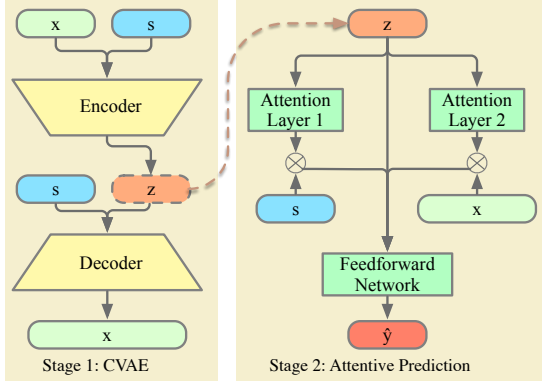 x
s
Encoder
s
z
Decoder
x
Stage 1: CVAE
z
Attention
Layer 1
Attention
Layer 2
s
x
Feedforward
Network
ŷ
Stage 2: Attentive Prediction